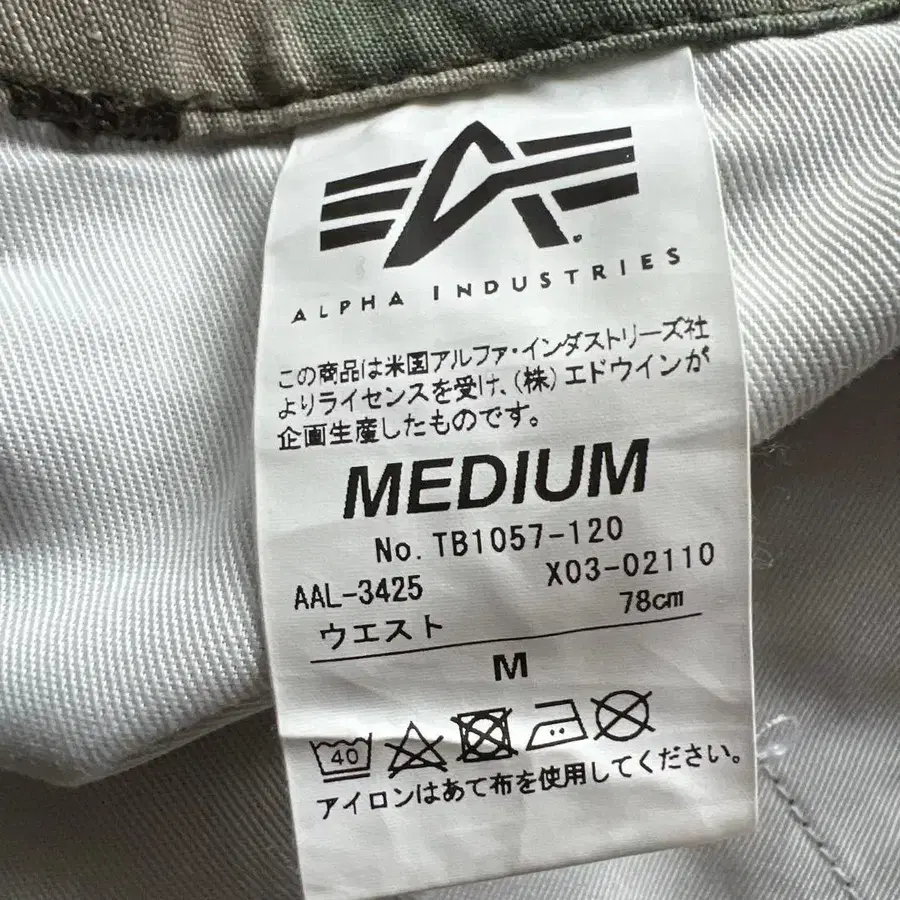 ALPHA INDUSTRIES
この商品は米国アルファ・インダストリーズ社
よりライセンスを受け、(株)エドウインが
企画生産したものです。
MEDIUM
No. TB1057-120
AAL-3425 X03-02110
ウエスト 78cm
M
40
アイロンはあて布を使用してください。